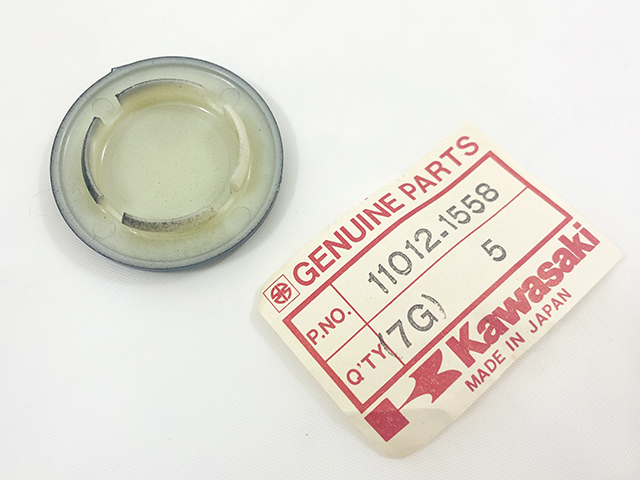 GENUINE PARTS
P.NO. 11012-1558
Q'TY (7G) 5
Kawasaki
MADE IN JAPAN